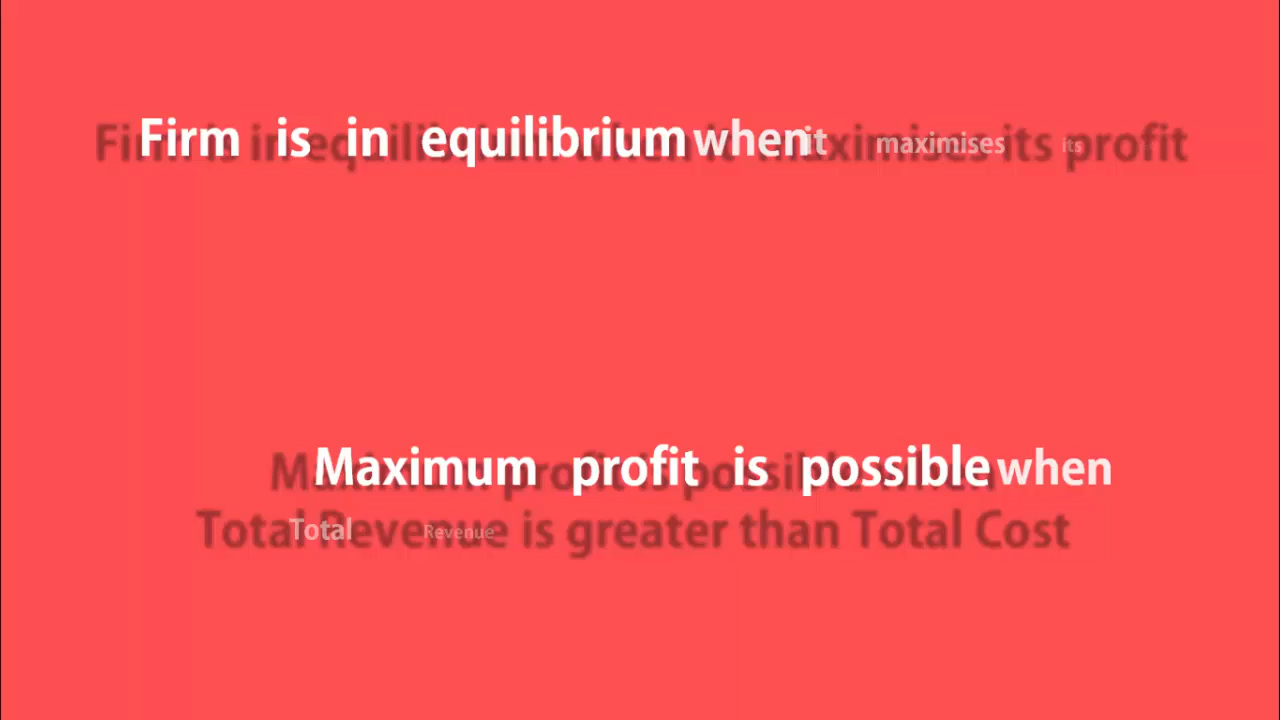 Firm is in equilibrium when it maximises its profit
Maximum profit is possible when
Total Revenue is greater than Total Cost